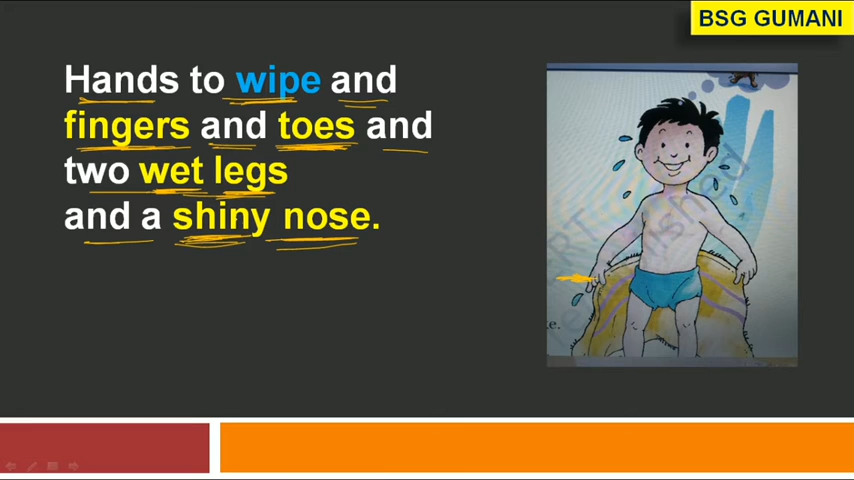 BSG GUMANI
Hands to wipe and
fingers and toes and
two wet legs
and a shiny nose.